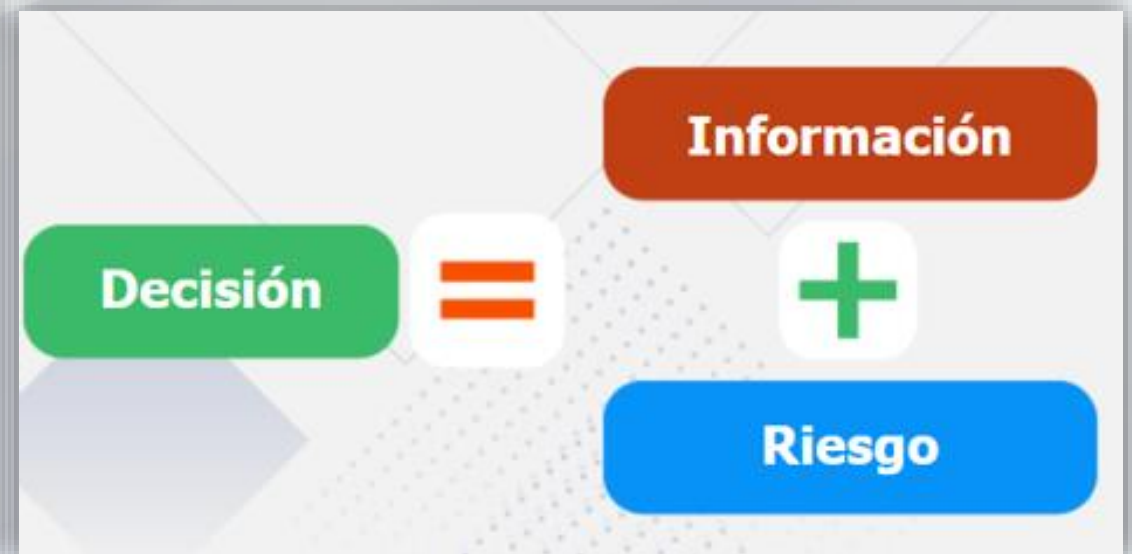 Información
Decisión = +
Riesgo